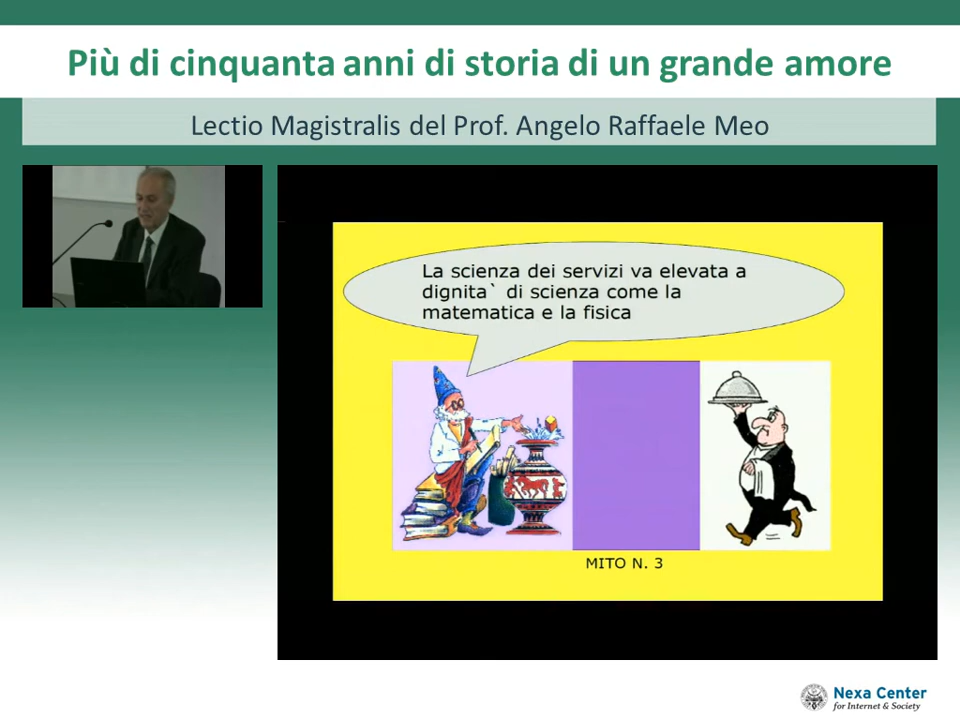 Più di cinquanta anni di storia di un grande amore
Lectio Magistralis del Prof. Angelo Raffaele Meo
La scienza dei servizi va elevata a
dignita` di scienza come la
matematica e la fisica
MITO N. 3
Nexa Center
for Internet & Society